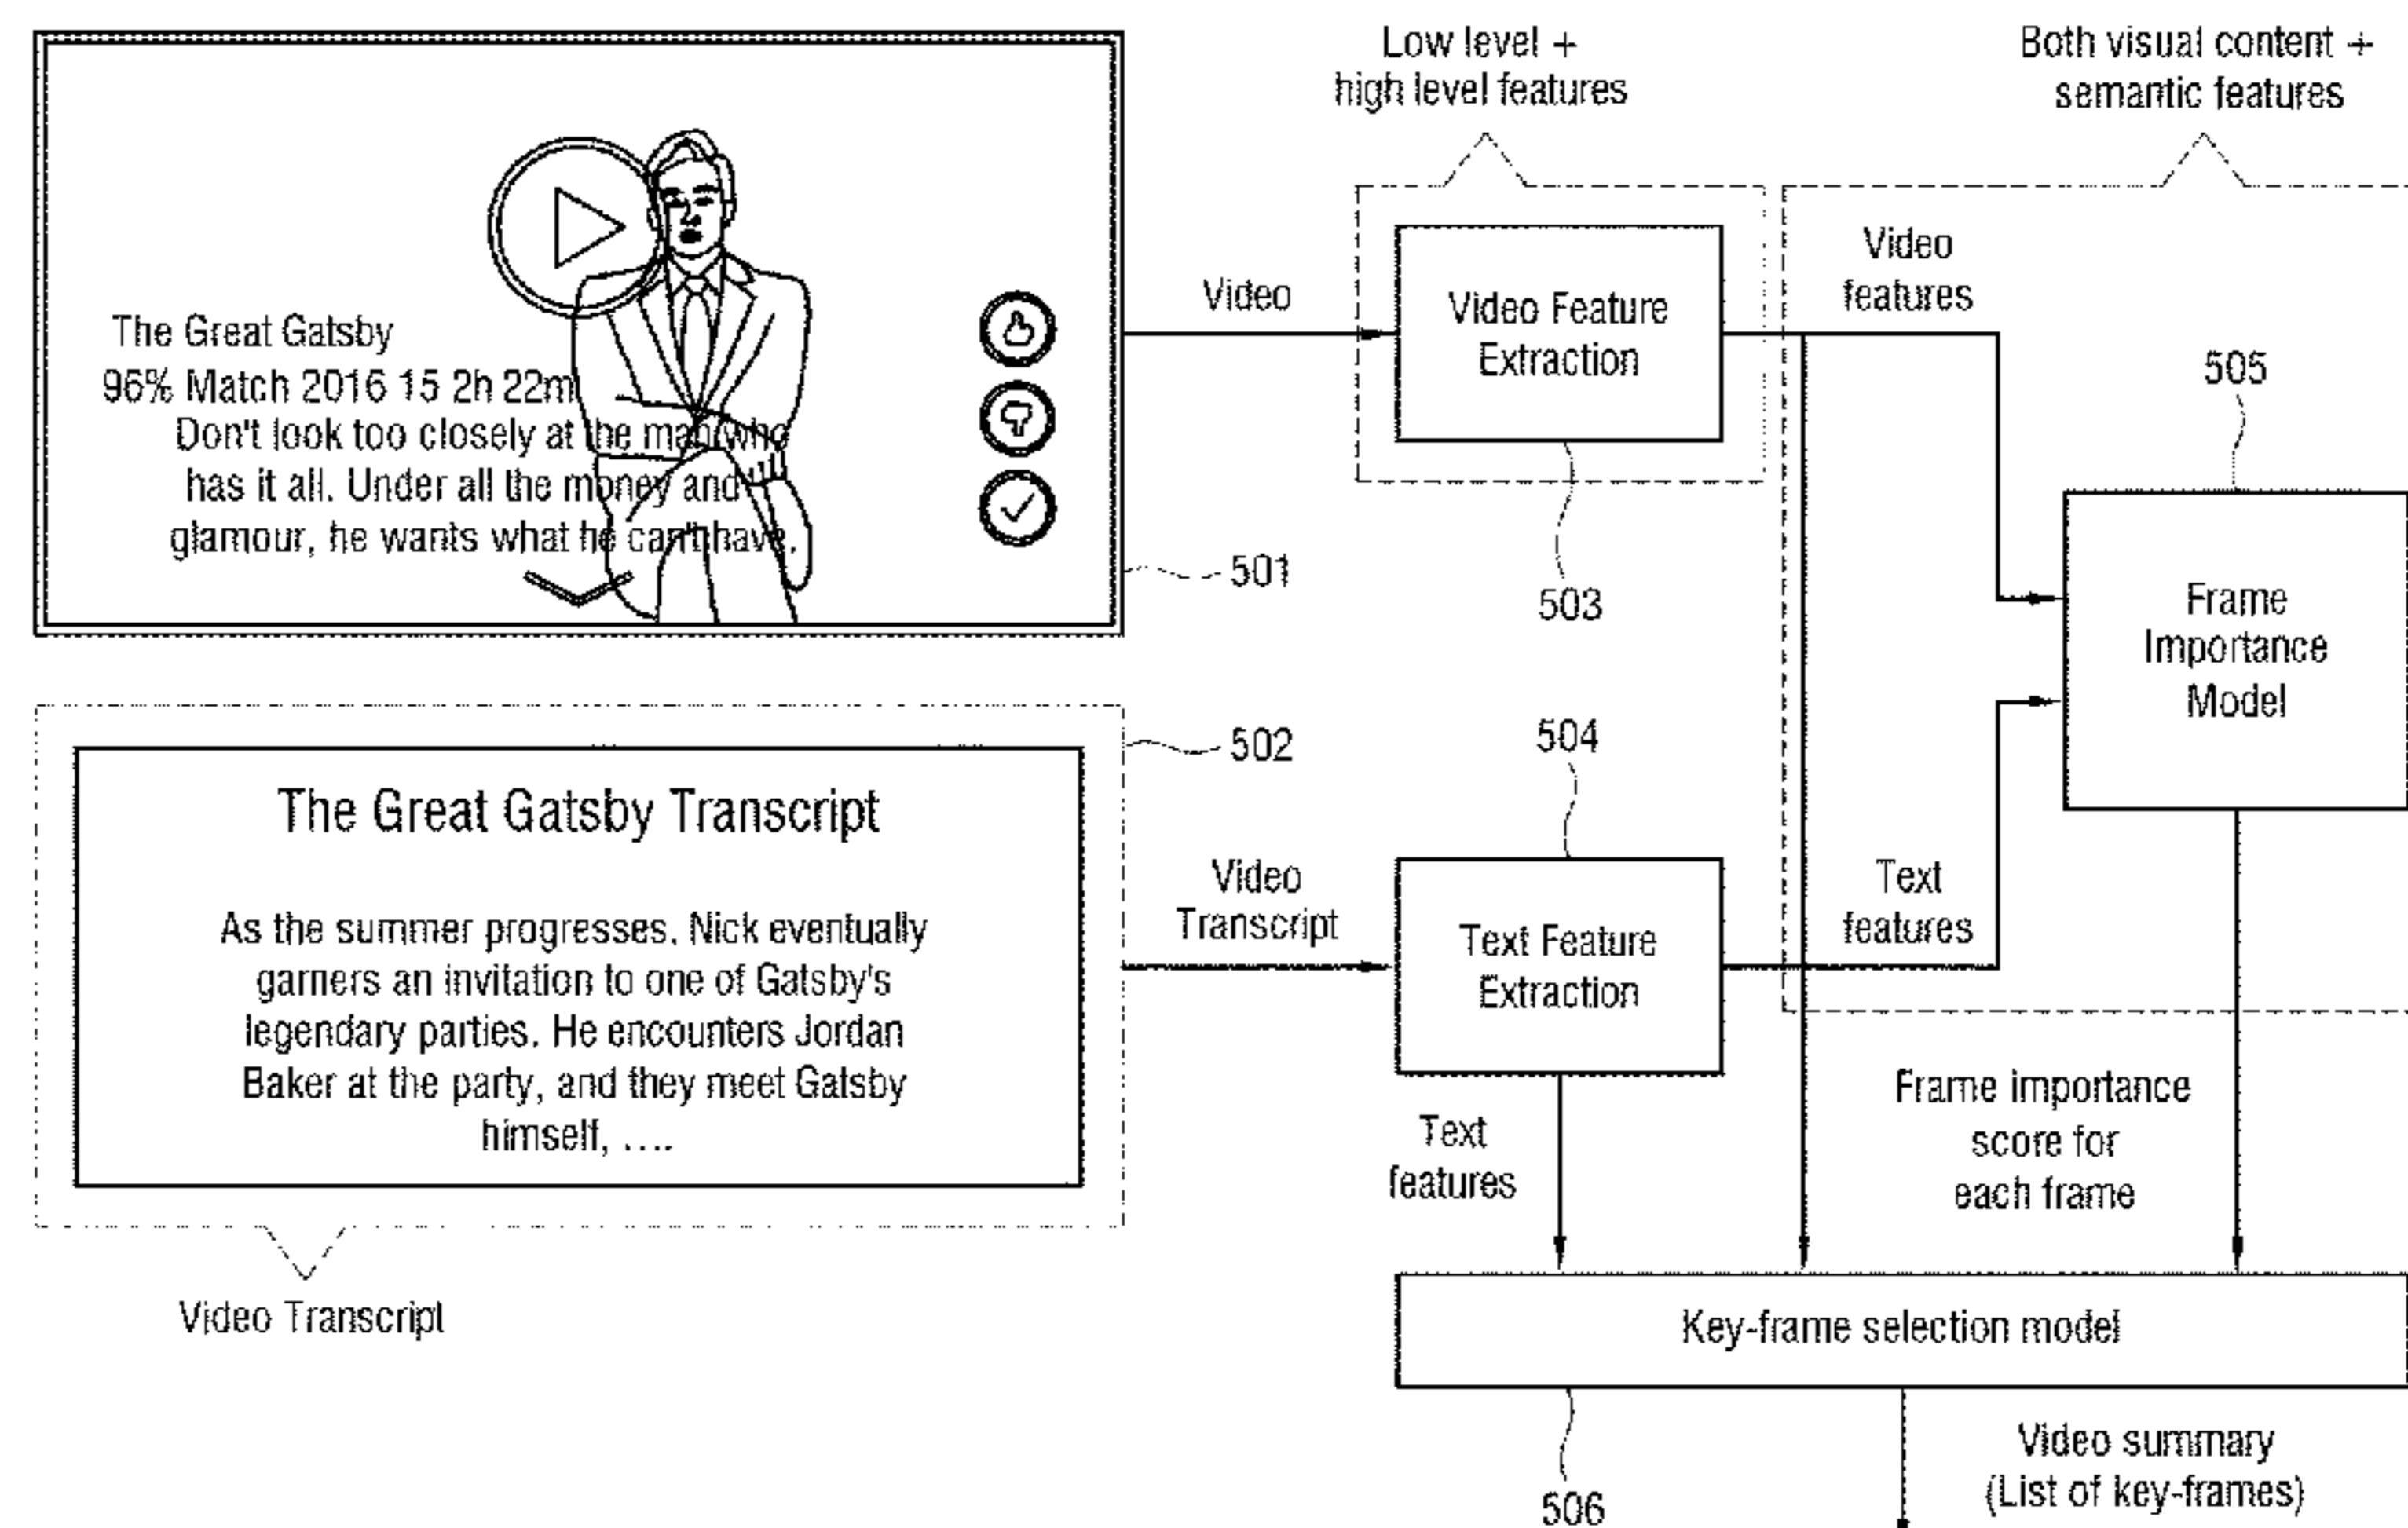 Low level +
high level features
Both visual content +
semantic features
The Great Gatsby
96% Match 2016 15 2h 22m
Don't look too closely at the man who
has it all. Under all the money and
glamour, he wants what he can't have.
501
Video
Video Feature
Extraction
503
Video
features
505
Frame
Importance
Model
502
The Great Gatsby Transcript
As the summer progresses, Nick eventually
garners an invitation to one of Gatsby's
legendary parties. He encounters Jordan
Baker at the party, and they meet Gatsby
himself, ....
Video Transcript
Video
Transcript
504
Text Feature
Extraction
Text
features
Text
features
Frame importance
score for
each frame
Key-frame selection model
506
Video summary
(List of key-frames)